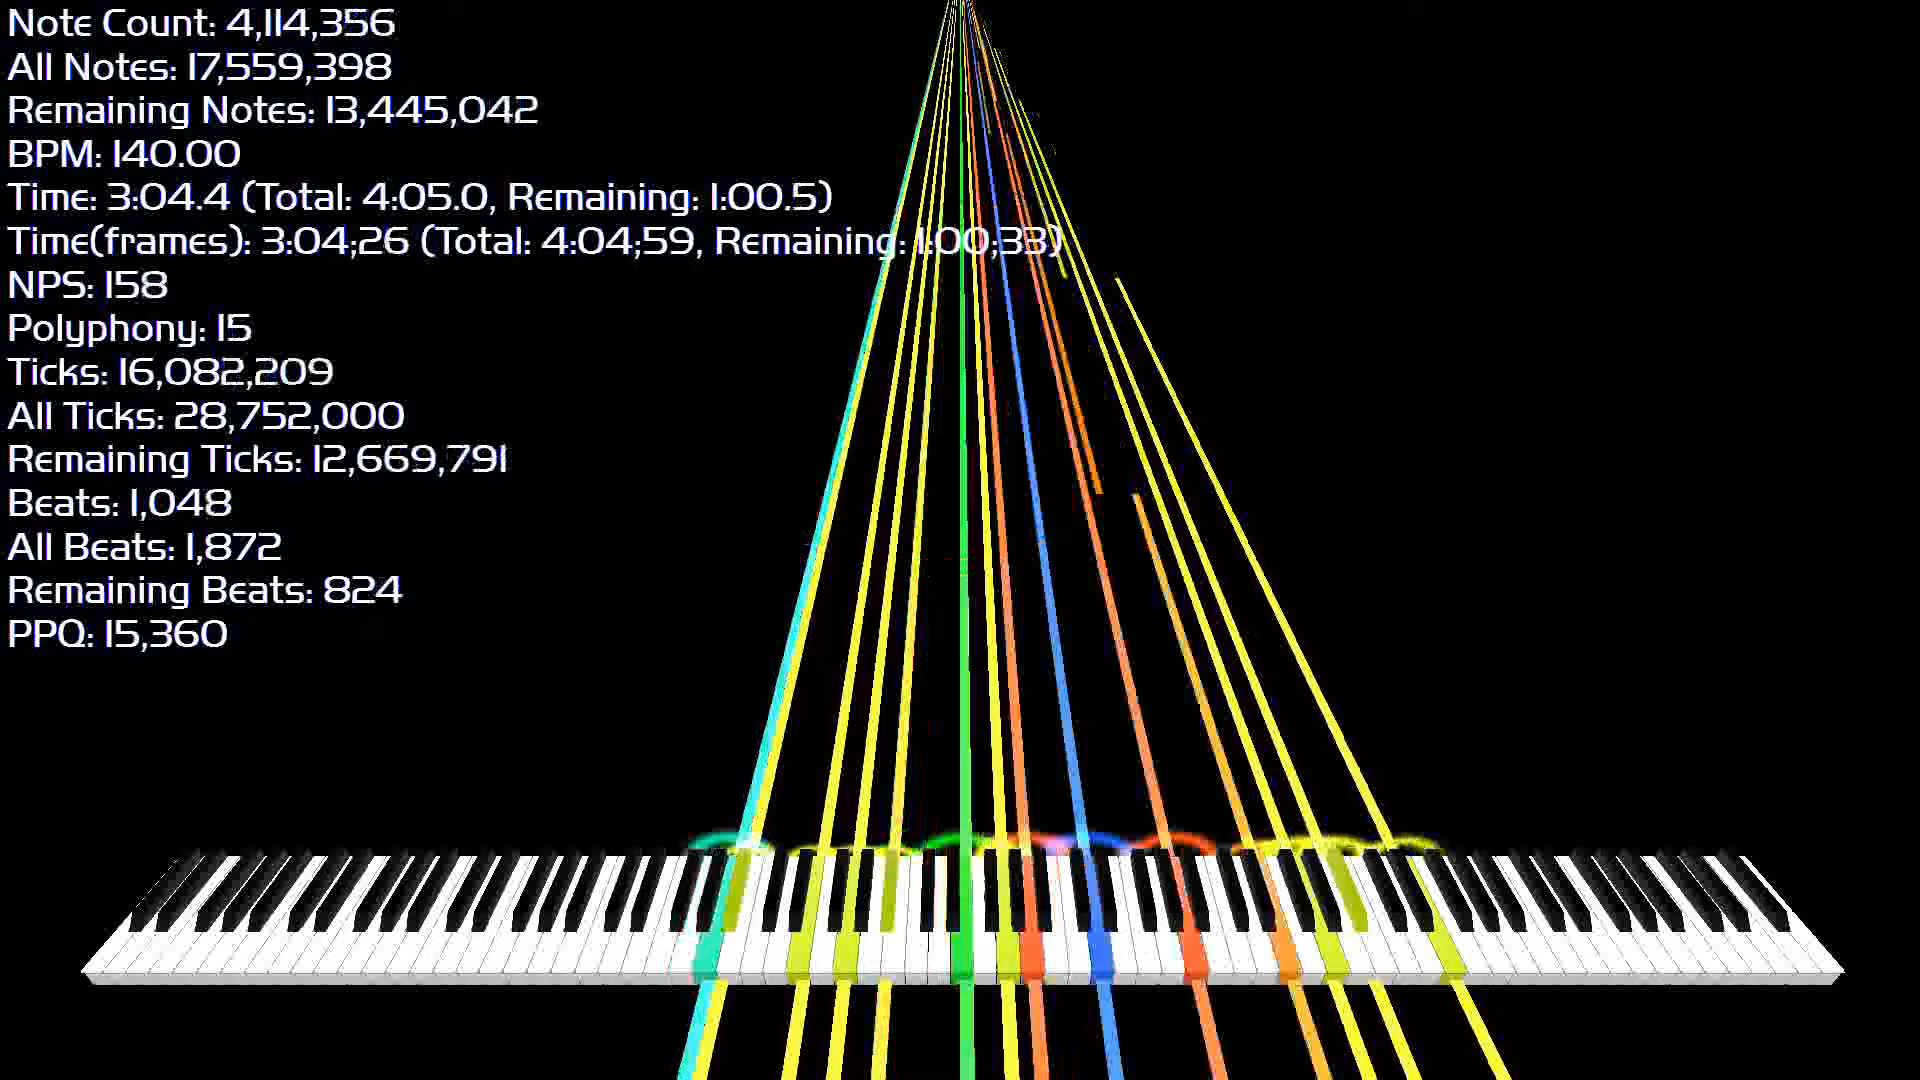 Note Count: 4,114,356
All Notes: 17,559,398
Remaining Notes: 13,445,042
BPM: 140.00
Time: 3:04.4 (Total: 4:05.0, Remaining: 1:00.5)
Time(frames): 3:04;26 (Total: 4:04;59, Remaining: 1:00;33)
NPS: 158
Polyphony: 15
Ticks: 16,082,209
All Ticks: 28,752,000
Remaining Ticks: 12,669,791
Beats: 1,048
All Beats: 1,872
Remaining Beats: 824
PPQ: 15,360